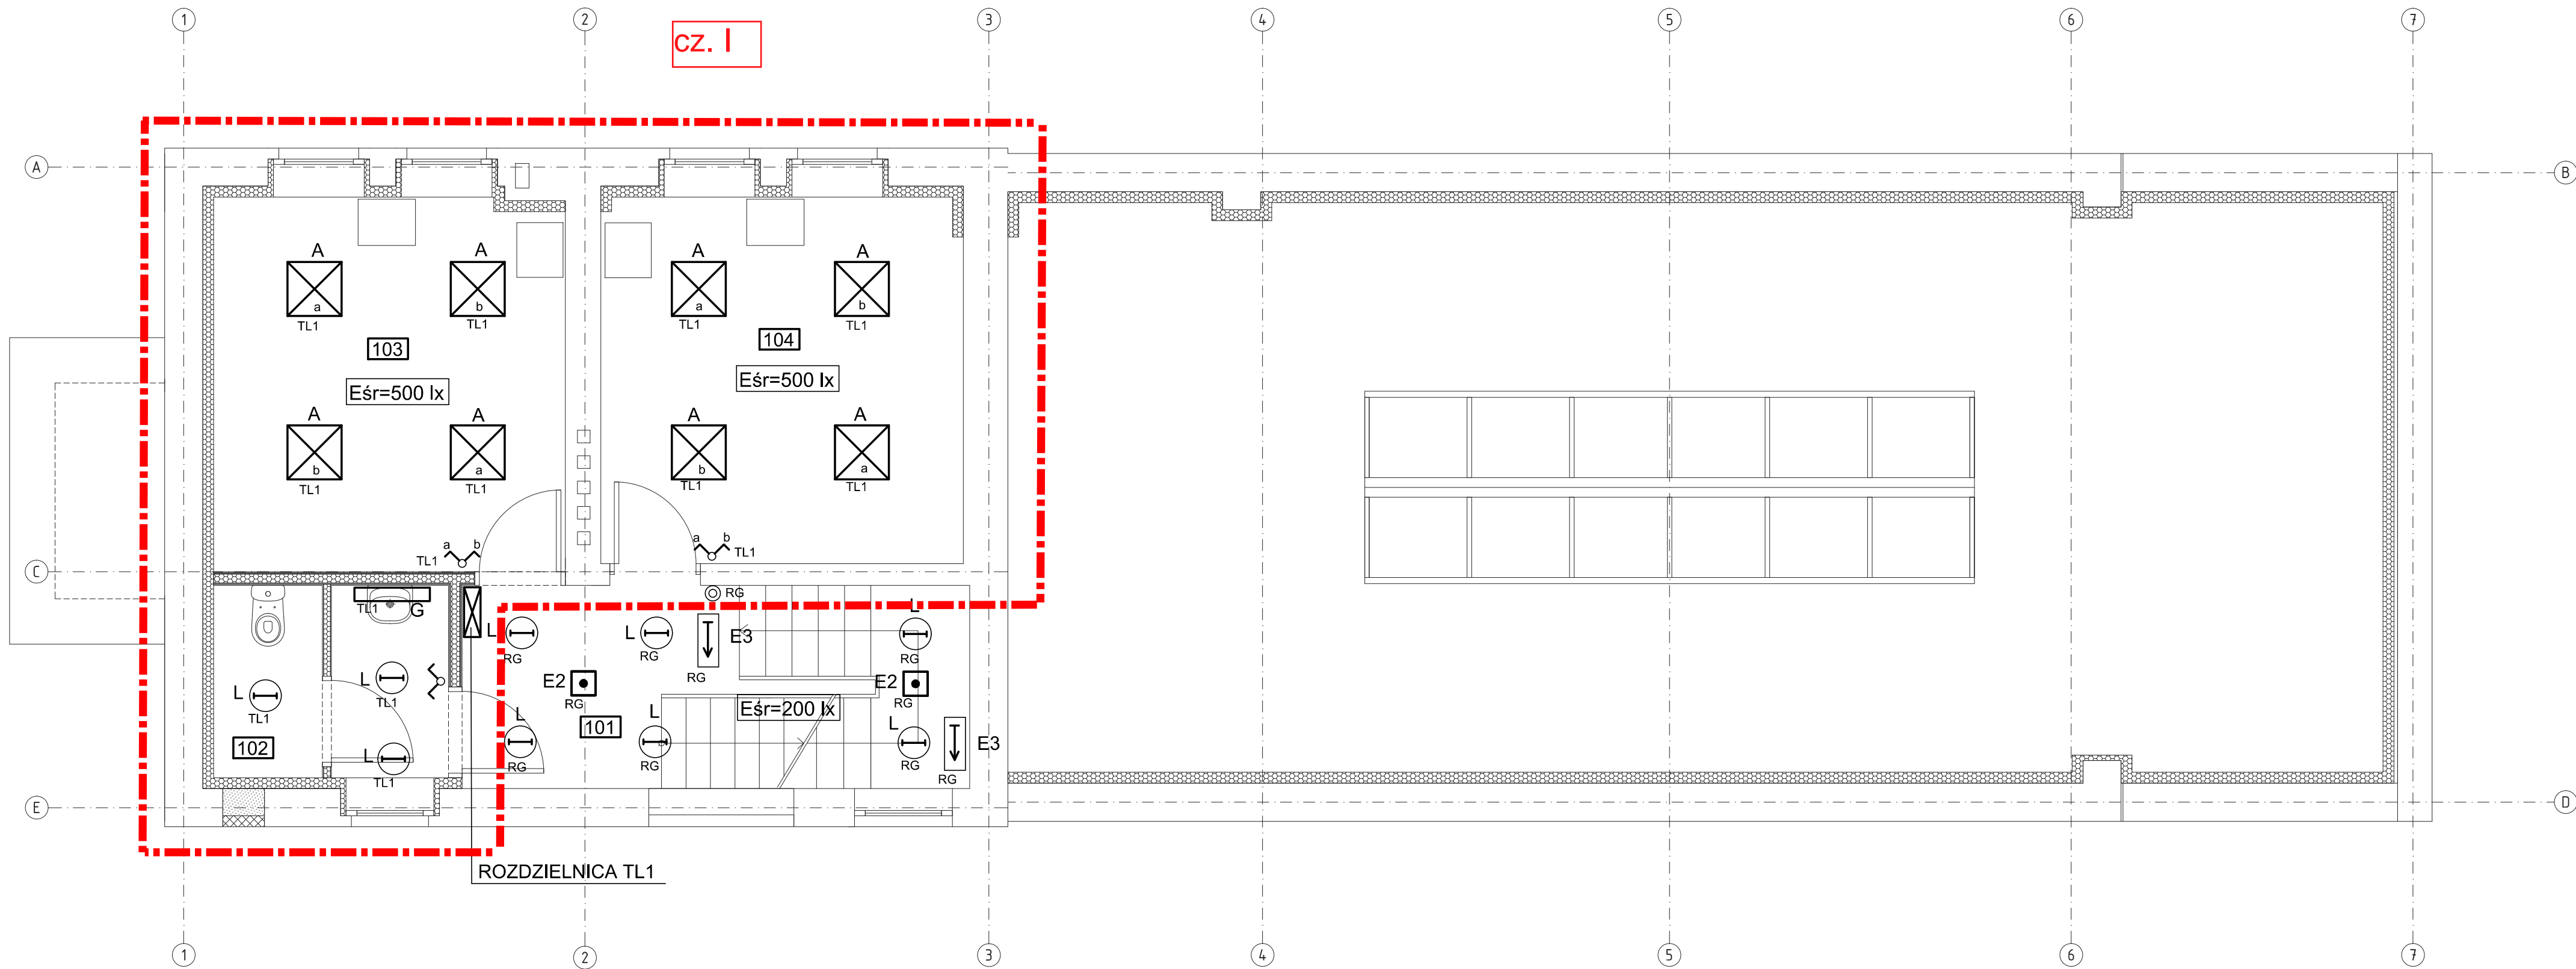 1 2 3 4 5 6 7
cz. I
A B
A A A A
a b a b
TL1 TL1 TL1 TL1
103 104
Eśr=500 lx Eśr=500 lx
A A A A
b a b a
TL1 TL1 TL1 TL1
a b a b
TL1 TL1
C
TL1 G RG
L L L E3
RG RG RG
L L E2 E2
TL1 TL1 RG RG RG
102 101 Eśr=200 lx
L L L L E3
TL1 RG RG RG RG
E D
ROZDZIELNICA TL1
1 2 3 4 5 6 7